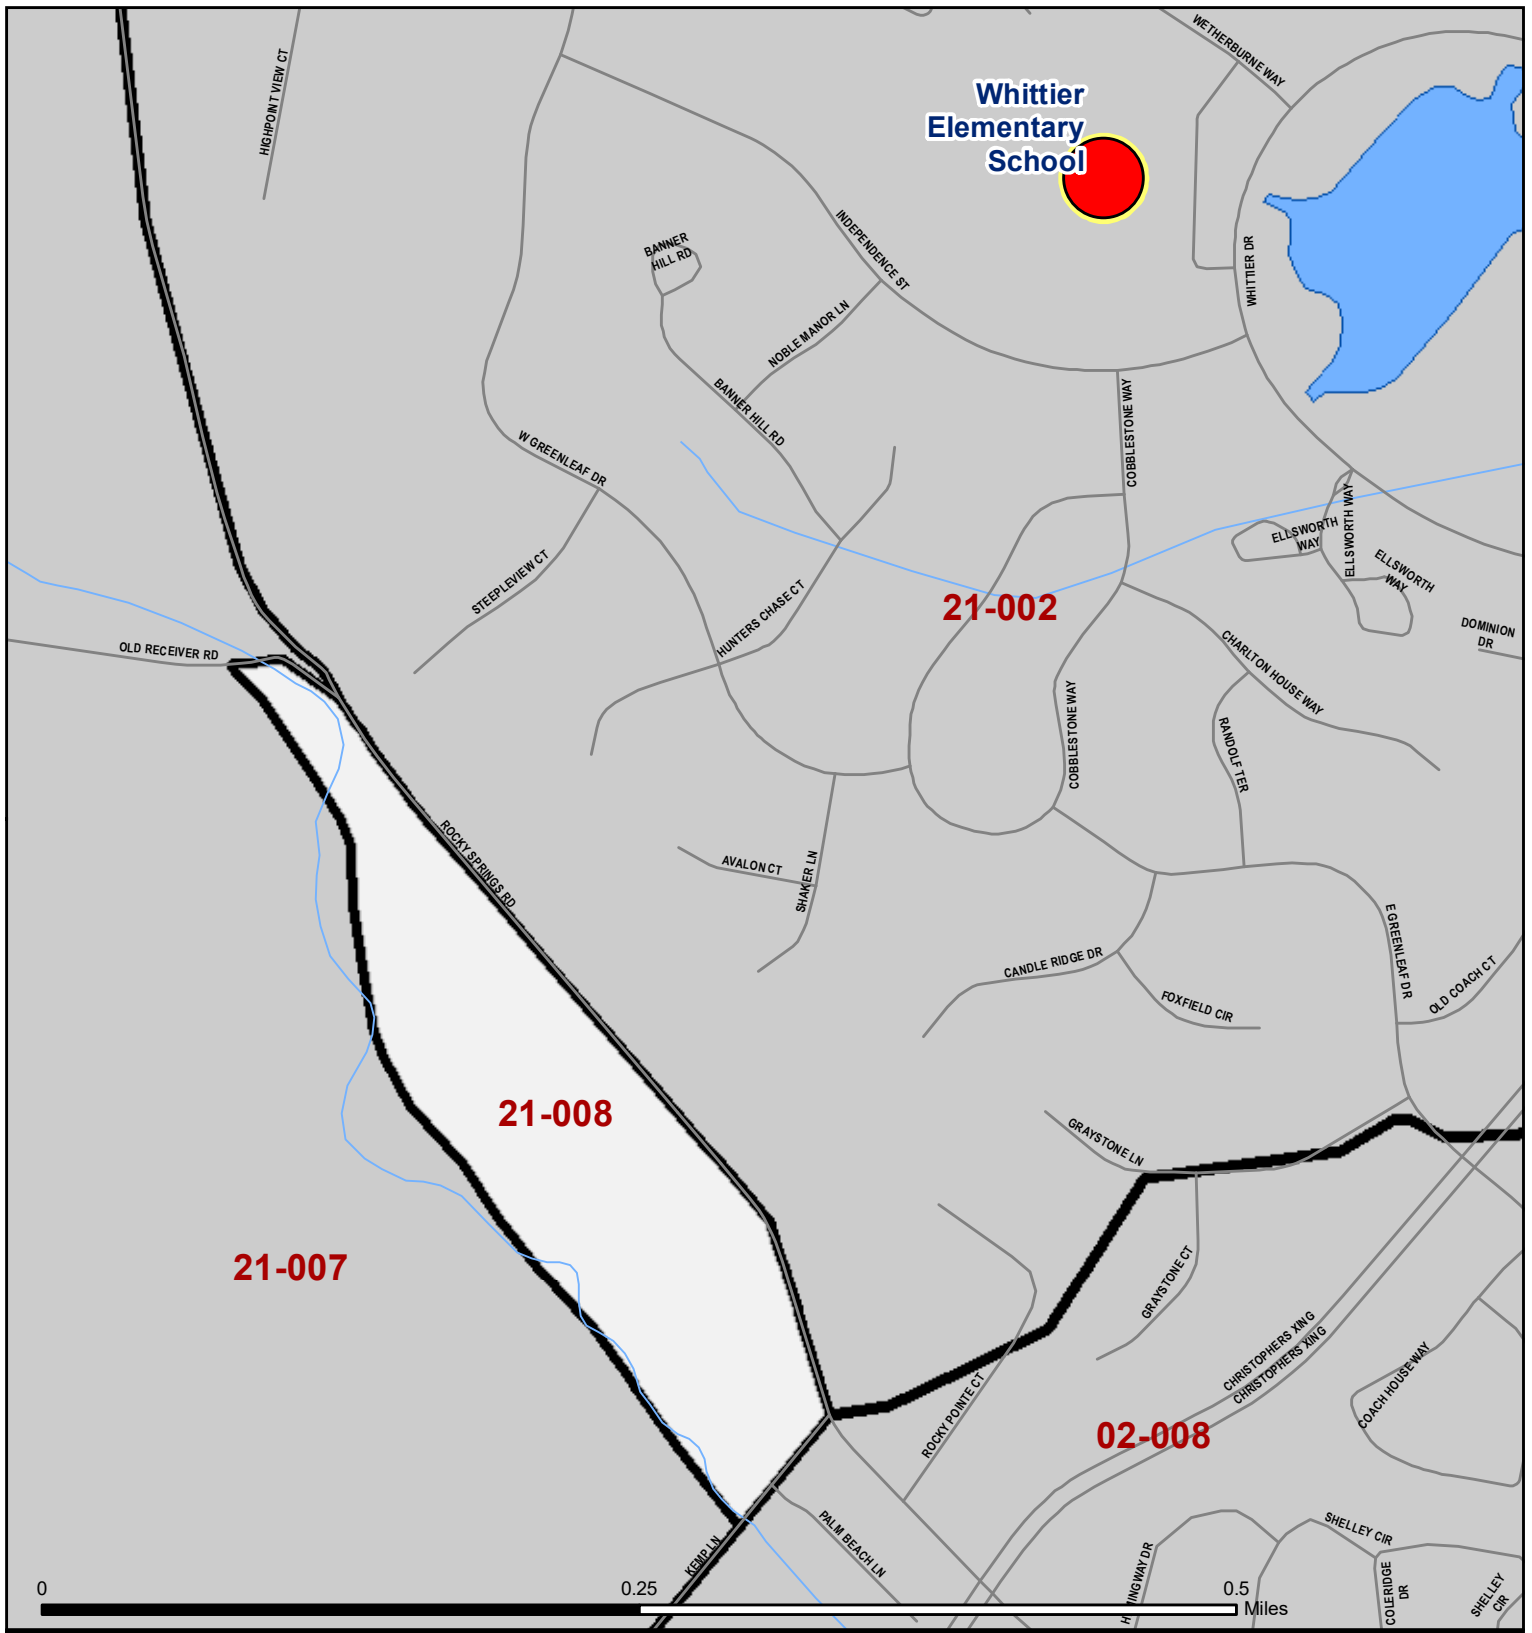 WETHERBURNE WAY
HIGHPOINT VIEW CT
Whittier
Elementary
School
INDEPENDENCE ST
BANNER
HILL RD
WHITTIER DR
NOBLE MANOR LN
BANNER HILL RD
COBBLESTONE WAY
W GREENLEAF DR
ELLSWORTH
WAY
ELLSWORTH WAY
ELLSWORTH
WAY
STEEPLEVIEW CT
HUNTERS CHASE CT
21-002
DOMINION
DR
OLD RECEIVER RD
CHARLTON HOUSE WAY
COBBLESTONE WAY
RANDOLF TER
ROCKY SPRINGS RD
AVALON CT
SHAKER LN
E GREENLEAF DR
CANDLE RIDGE DR
FOXFIELD CIR
OLD COACH CT
21-008
GRAYSTONE LN
21-007
GRAYSTONE CT
CHRISTOPHERS XING
CHRISTOPHERS XING
COACH HOUSE WAY
ROCKY POINTE CT
02-008
PALM BEACH LN
KEMP LN
SHELLEY CIR
HEMINGWAY DR
COLERIDGE
DR
SHELLEY
CIR
0 0.25 0.5
Miles